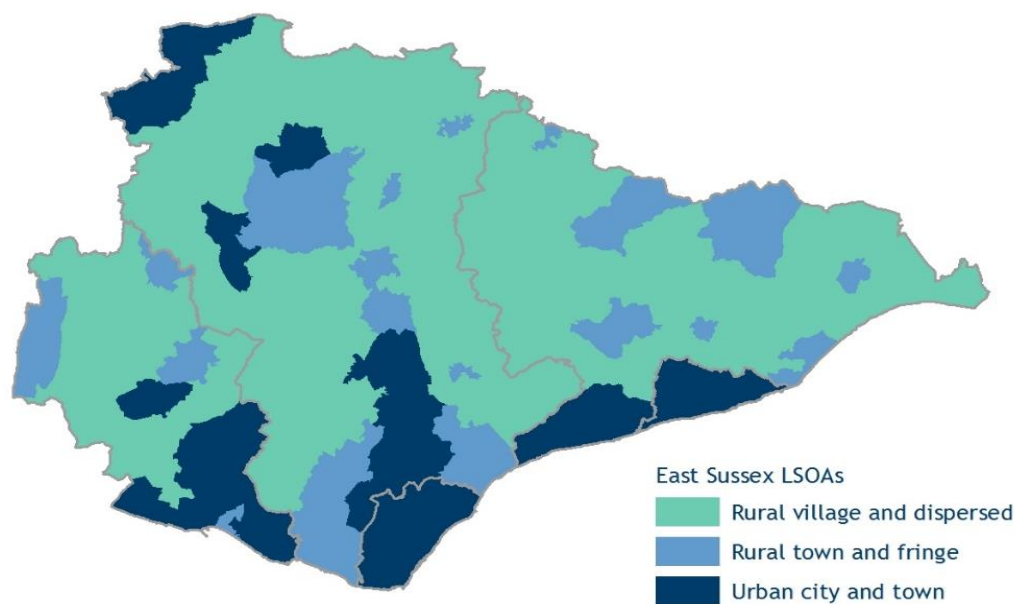 East Sussex LSOAs
Rural village and dispersed
Rural town and fringe
Urban city and town